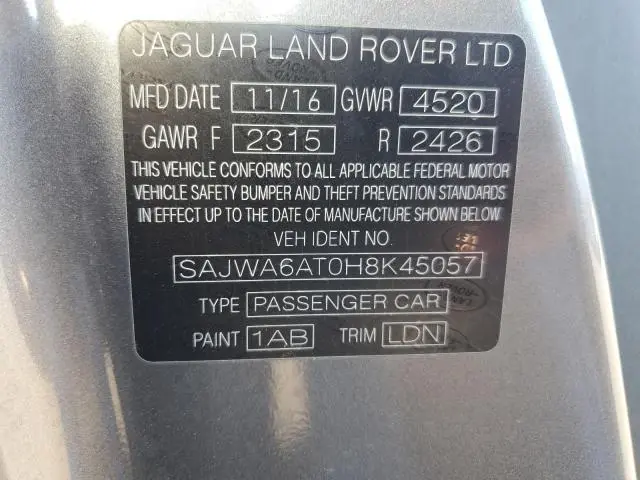 JAGUAR LAND ROVER LTD
MFD DATE 11/16 GVWR 4520
GAWR F 2315 R 2426
THIS VEHICLE CONFORMS TO ALL APPLICABLE FEDERAL MOTOR
VEHICLE SAFETY BUMPER AND THEFT PREVENTION STANDARDS
IN EFFECT UP TO THE DATE OF MANUFACTURE SHOWN BELOW
VEH IDENT NO.
SAJWA6AT0H8K45057
TYPE PASSENGER CAR
PAINT 1AB TRIM LDN